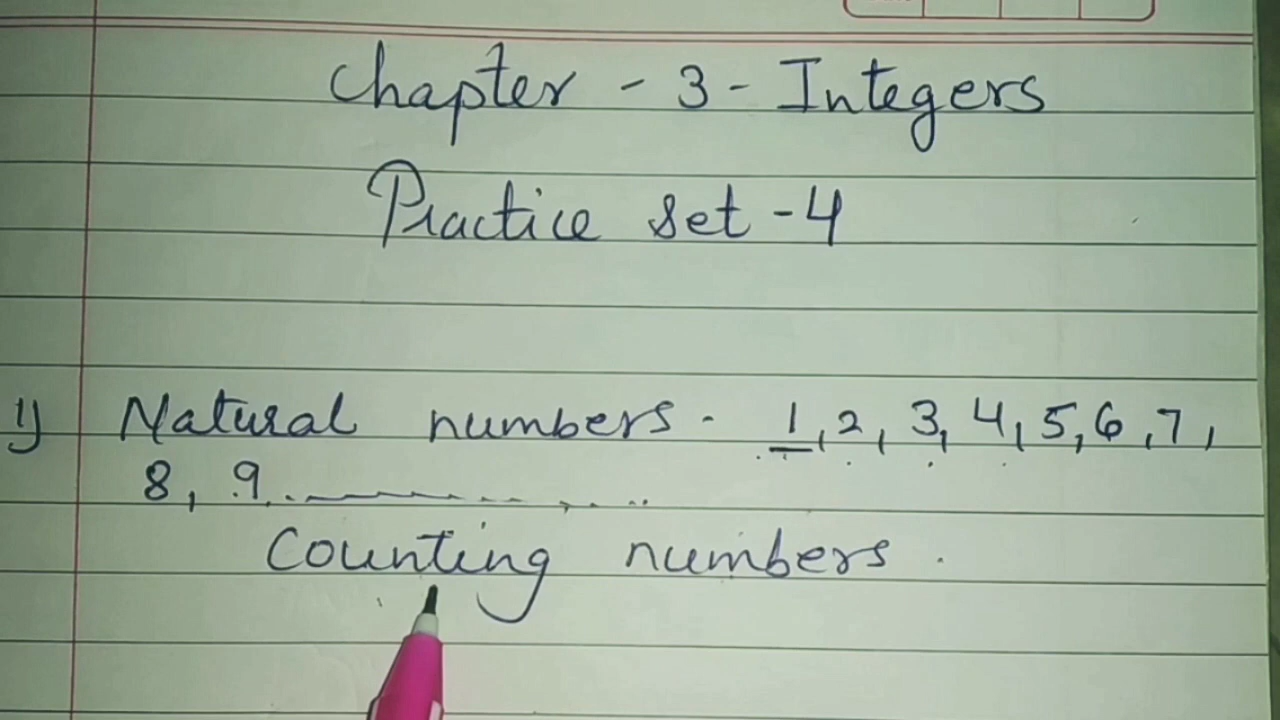 Chapter - 3 - Integers
Practice set - 4
1) Natural numbers - 1, 2, 3, 4, 5, 6, 7,
8, 9, ............
Counting numbers.